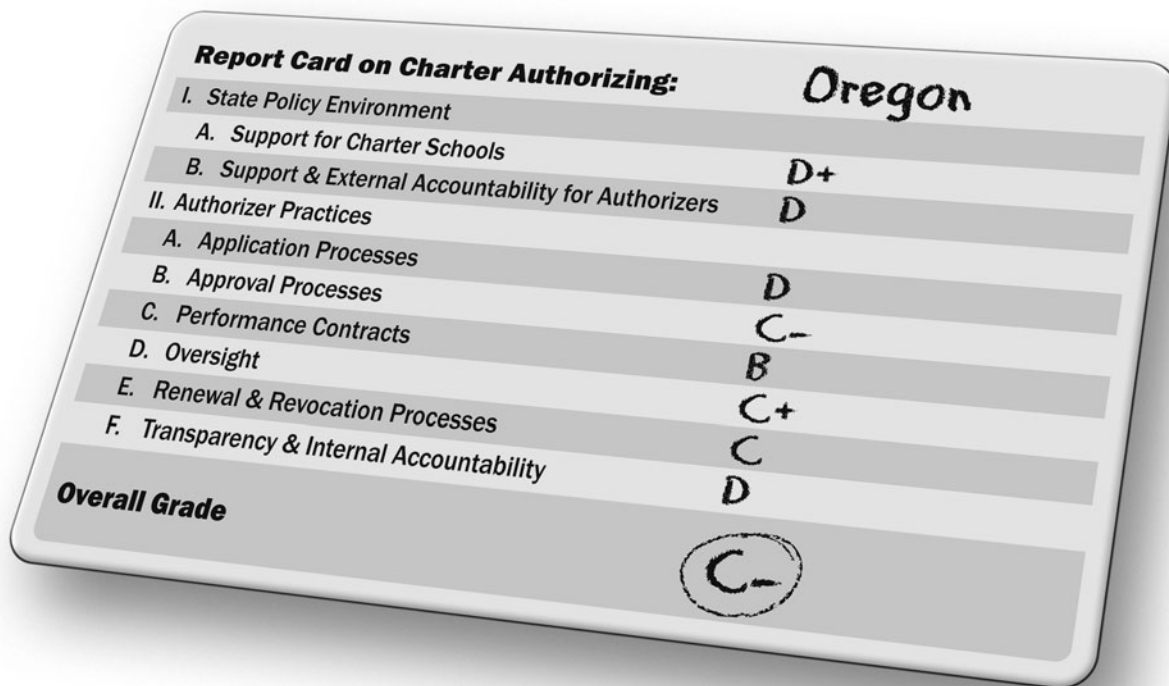 Report Card on Charter Authorizing: Oregon
I. State Policy Environment
A. Support for Charter Schools D+
B. Support & External Accountability for Authorizers D
II. Authorizer Practices
A. Application Processes D
B. Approval Processes C-
C. Performance Contracts B
D. Oversight C+
E. Renewal & Revocation Processes C
F. Transparency & Internal Accountability D
Overall Grade C-